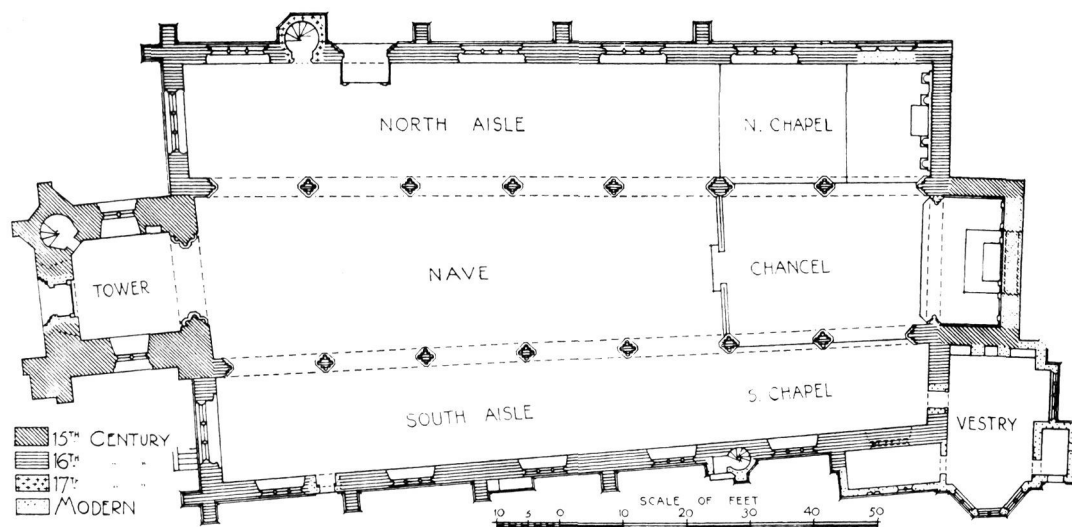 NORTH AISLE
N. CHAPEL
TOWER
NAVE
CHANCEL
SOUTH AISLE
S. CHAPEL
VESTRY
15TH CENTURY
16TH " "
17T " "
MODERN
SCALE OF FEET
10 5 0 10 20 30 40 50